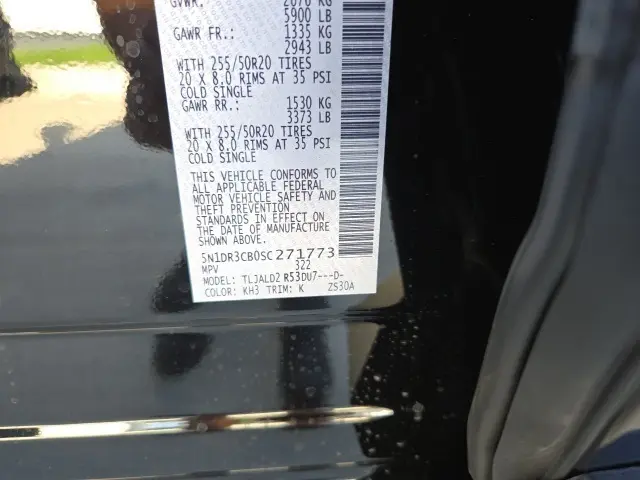 GVWR: 2676 KG
5900 LB
GAWR FR.: 1335 KG
2943 LB
WITH 255/50R20 TIRES
20 X 8.0 RIMS AT 35 PSI
COLD SINGLE
GAWR RR.: 1530 KG
3373 LB
WITH 255/50R20 TIRES
20 X 8.0 RIMS AT 35 PSI
COLD SINGLE
THIS VEHICLE CONFORMS TO
ALL APPLICABLE FEDERAL
MOTOR VEHICLE SAFETY AND
THEFT PREVENTION
STANDARDS IN EFFECT ON
THE DATE OF MANUFACTURE
SHOWN ABOVE.
5N1DR3CB0SC271773
MPV 322
MODEL: TLJALD2 R53DU7---D-
COLOR: KH3 TRIM: K ZS30A